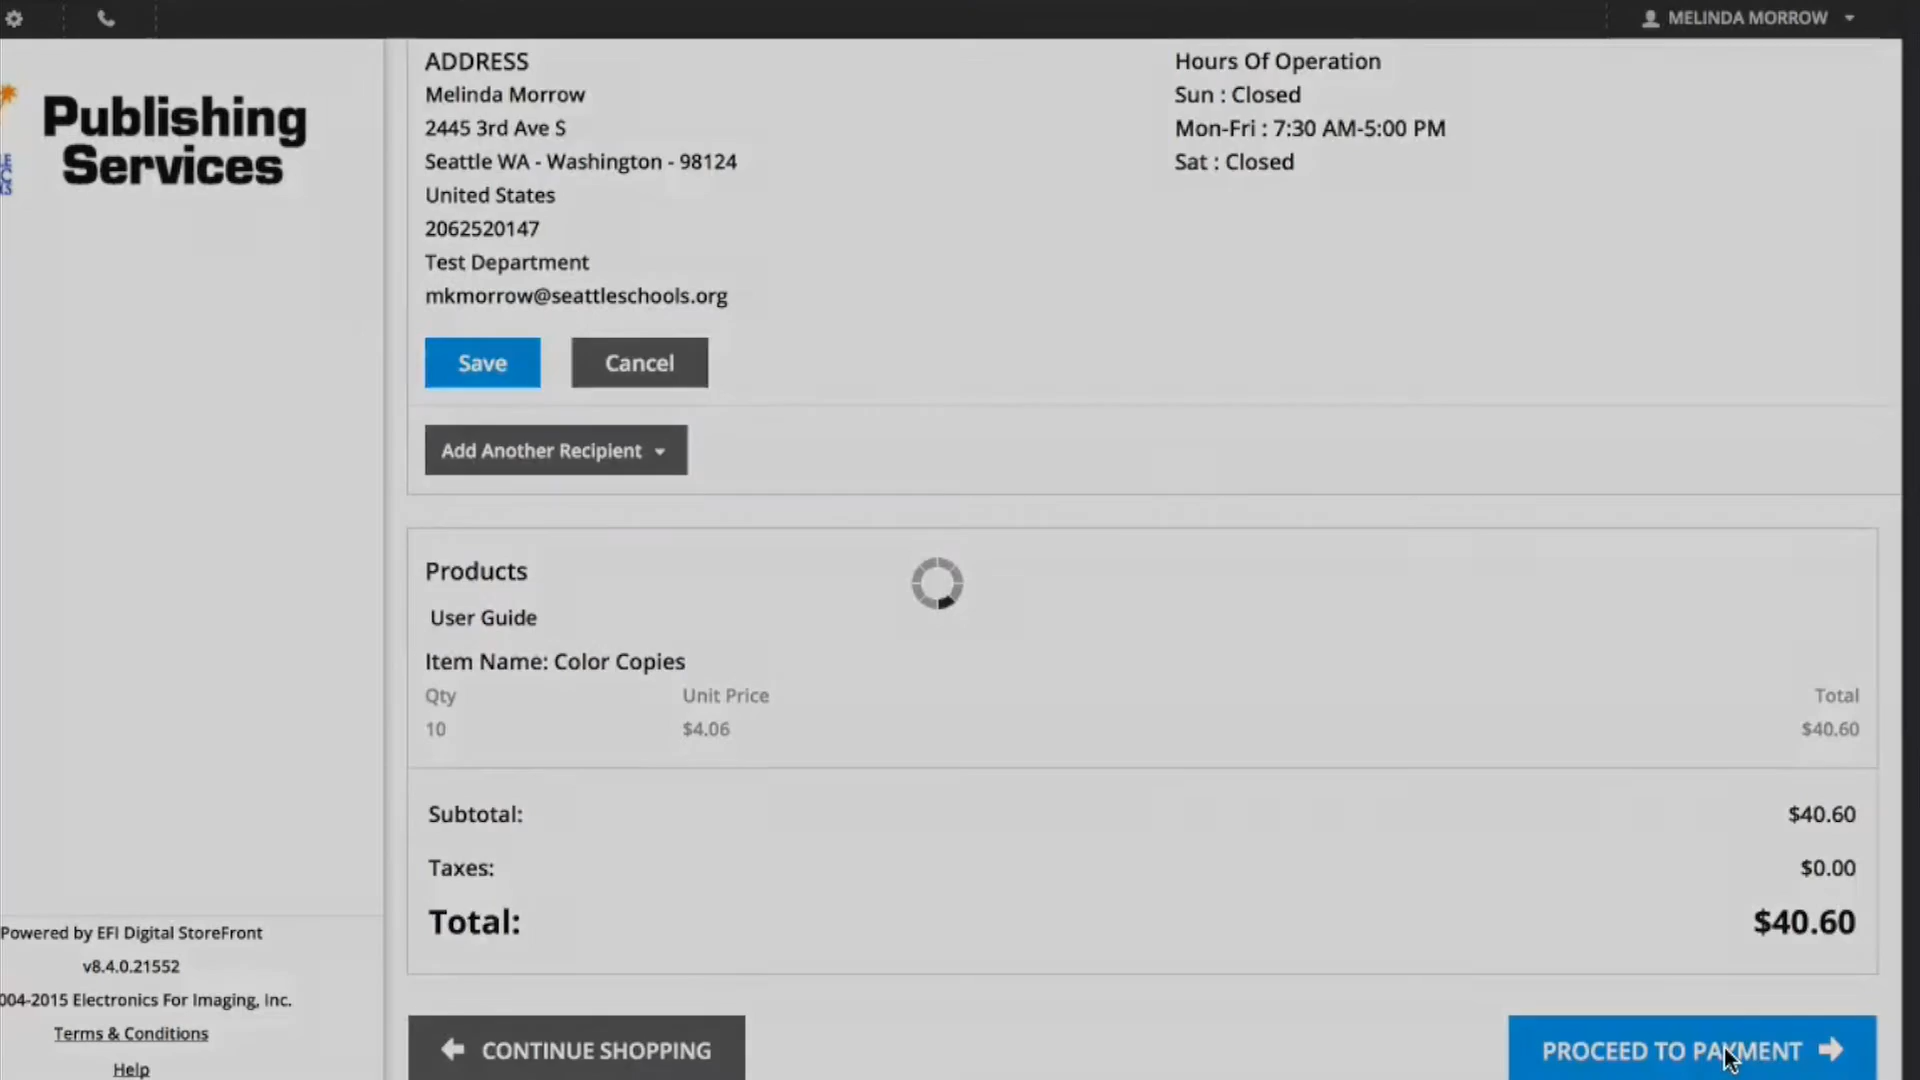 MELINDA MORROW
Publishing
Services
ADDRESS
Melinda Morrow
2445 3rd Ave S
Seattle WA - Washington - 98124
United States
2062520147
Test Department
mkmorrow@seattleschools.org
Hours Of Operation
Sun : Closed
Mon-Fri : 7:30 AM-5:00 PM
Sat : Closed
Save Cancel
Add Another Recipient
Products
User Guide
Item Name: Color Copies
Qty Unit Price Total
10 $4.06 $40.60
Subtotal: $40.60
Taxes: $0.00
Total: $40.60
Powered by EFI Digital StoreFront
v8.4.0.21552
004-2015 Electronics For Imaging, Inc.
Terms & Conditions
Help
CONTINUE SHOPPING
PROCEED TO PAYMENT